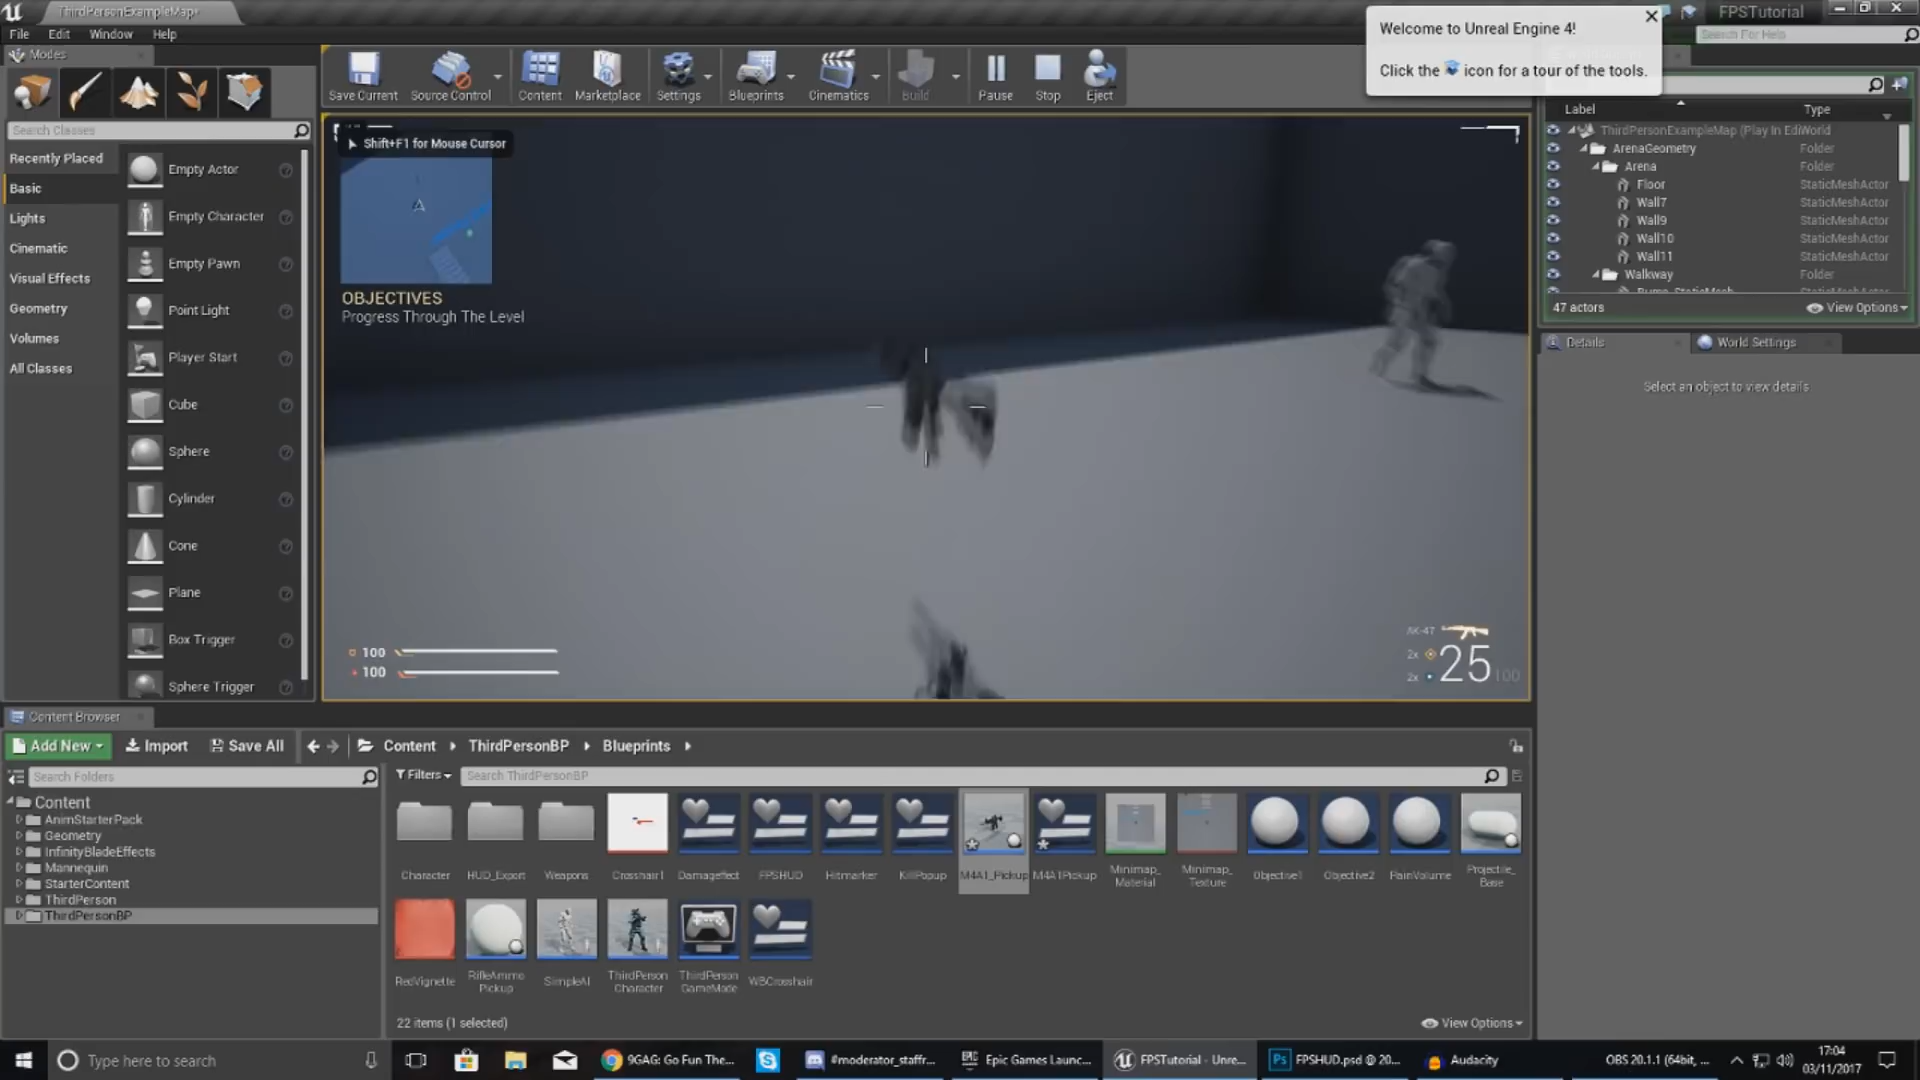 ThirdPersonExampleMap*
FPSTutorial
File Edit Window Help
Search For Help
Welcome to Unreal Engine 4!
Click the icon for a tour of the tools.
Modes
Save Current
Source Control
Content
Marketplace
Settings
Blueprints
Cinematics
Build
Pause
Stop
Eject
Search Classes
Recently Placed
Basic
Lights
Cinematic
Visual Effects
Geometry
Volumes
All Classes
Empty Actor
Empty Character
Empty Pawn
Point Light
Player Start
Cube
Sphere
Cylinder
Cone
Plane
Box Trigger
Sphere Trigger
Shift+F1 for Mouse Cursor
OBJECTIVES
Progress Through The Level
100
100
AK-47
2x
25 100
2x
Label Type
ThirdPersonExampleMap (Play In EdiWorld
ArenaGeometry Folder
Arena Folder
Floor StaticMeshActor
Wall7 StaticMeshActor
Wall9 StaticMeshActor
Wall10 StaticMeshActor
Wall11 StaticMeshActor
Walkway Folder
47 actors View Options
Details World Settings
Select an object to view details
Content Browser
Add New Import Save All Content ThirdPersonBP Blueprints
Search Folders
Filters Search ThirdPersonBP
Content
AnimStarterPack
Geometry
InfinityBladeEffects
Mannequin
StarterContent
ThirdPerson
ThirdPersonBP
Character
HUD_Export
Weapons
Crosshair1
Dameffect
FPSHUD
Hitmarker
KillPopup
M4A1_Pickup
M4A1Pickup
Minimap_
Material
Minimap_
Texture
Objective1
Objective2
PainVolume
Projectile_
Base
RedVignette
RifleAmmo
Pickup
SimpleAI
ThirdPerson
Character
ThirdPerson
GameMode
WBCrosshair
22 items (1 selected) View Options
Type here to search
9GAG: Go Fun The...
#moderator_staffr...
Epic Games Launc...
FPSTutorial - Unre...
FPSHUD.psd @ 20...
Audacity
OBS 20.1.1 (64bit, ...
17:04
03/11/2017